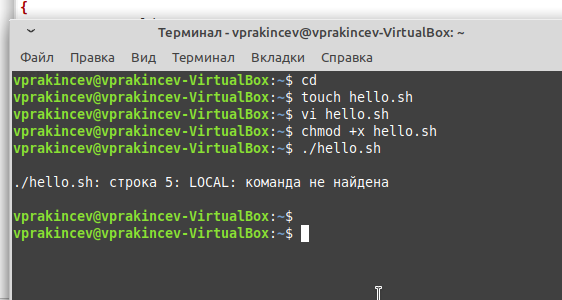 {
Терминал - vprakincev@vprakincev-VirtualBox: ~
Файл Правка Вид Терминал Вкладки Справка
vprakincev@vprakincev-VirtualBox:~$ cd
vprakincev@vprakincev-VirtualBox:~$ touch hello.sh
vprakincev@vprakincev-VirtualBox:~$ vi hello.sh
vprakincev@vprakincev-VirtualBox:~$ chmod +x hello.sh
vprakincev@vprakincev-VirtualBox:~$ ./hello.sh
./hello.sh: строка 5: LOCAL: команда не найдена
vprakincev@vprakincev-VirtualBox:~$
vprakincev@vprakincev-VirtualBox:~$